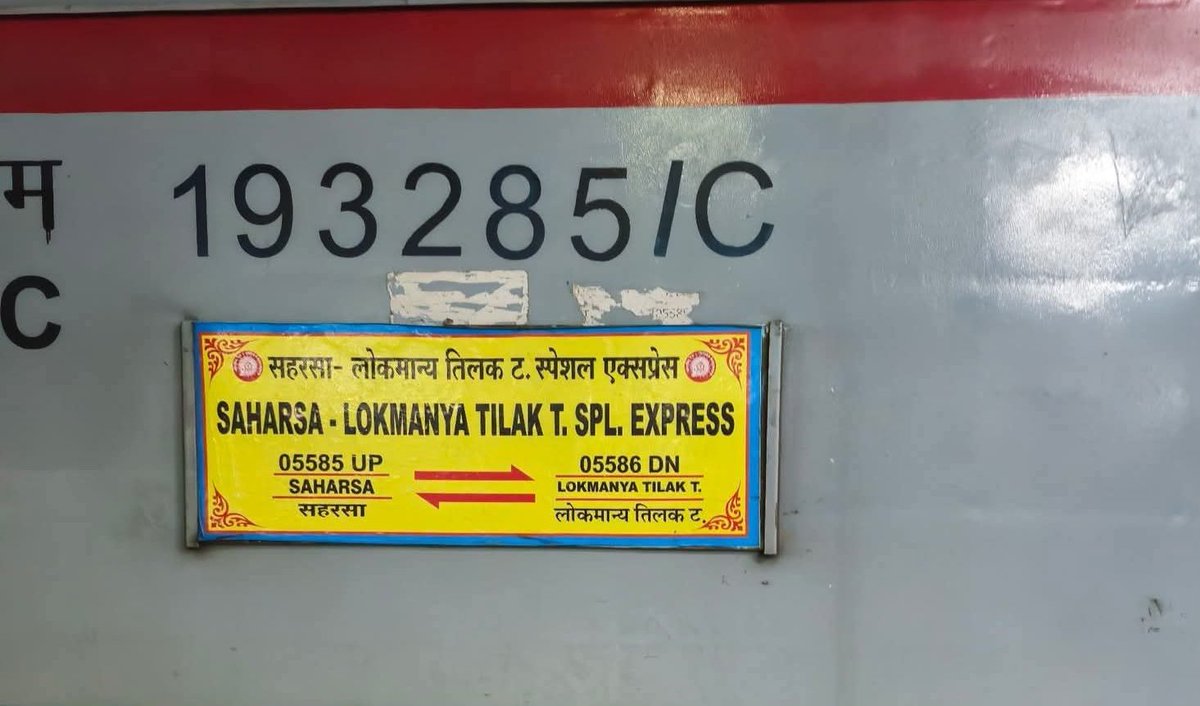 म 193285/C
C
सहरसा- लोकमान्य तिलक ट. स्पेशल एक्सप्रेस
SAHARSA - LOKMANYA TILAK T. SPL. EXPRESS
05585 UP
SAHARSA
सहरसा
05586 DN
LOKMANYA TILAK T.
लोकमान्य तिलक ट.